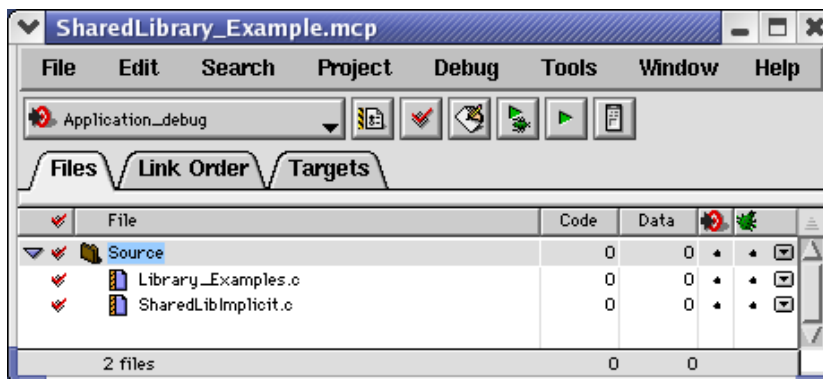 SharedLibrary_Example.mcp
File Edit Search Project Debug Tools Window Help
Application_debug
Files Link Order Targets
File Code Data
Source 0 0
Library_Examples.c 0 0
SharedLibImplicit.c 0 0
2 files 0 0